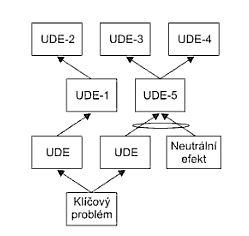 UDE-2 UDE-3 UDE-4
UDE-1 UDE-5
UDE UDE Neutrální
efekt
Klíčový
problém